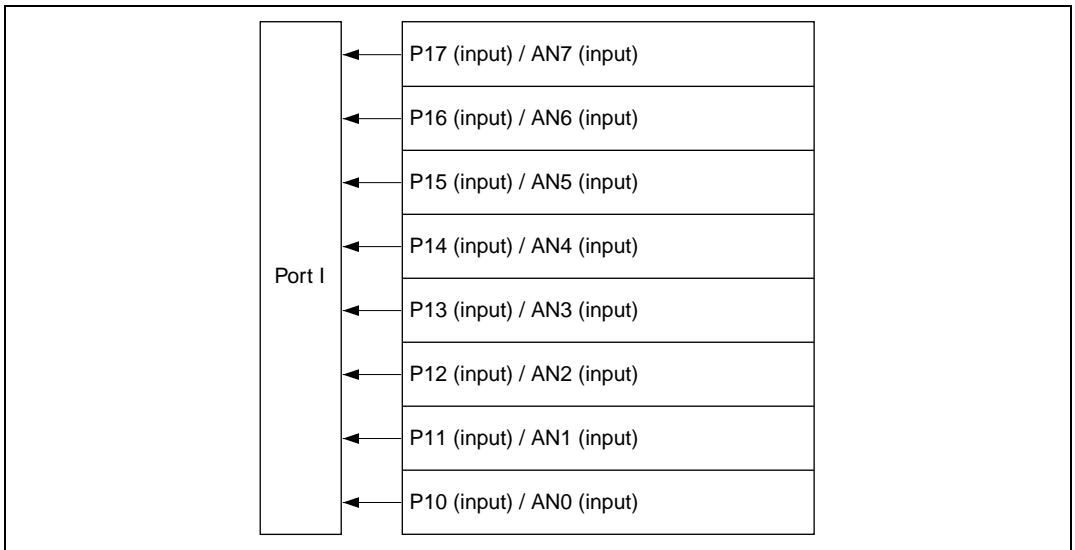 P17 (input) / AN7 (input)
P16 (input) / AN6 (input)
P15 (input) / AN5 (input)
P14 (input) / AN4 (input)
Port I
P13 (input) / AN3 (input)
P12 (input) / AN2 (input)
P11 (input) / AN1 (input)
P10 (input) / AN0 (input)